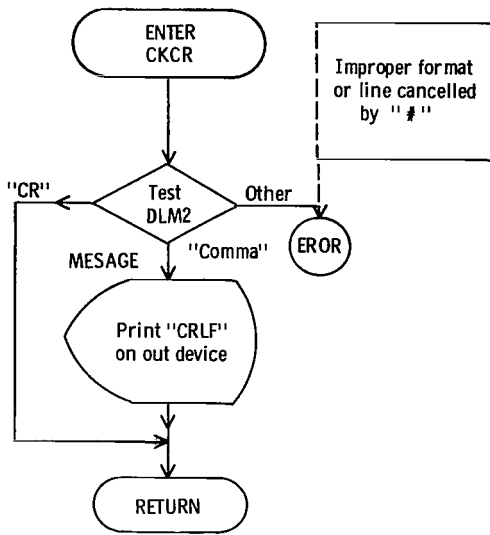 ENTER
CKCR
Improper format
or line cancelled
by "#"
"CR"
Test
DLM2
Other
EROR
"Comma"
MESAGE
Print "CRLF"
on out device
RETURN